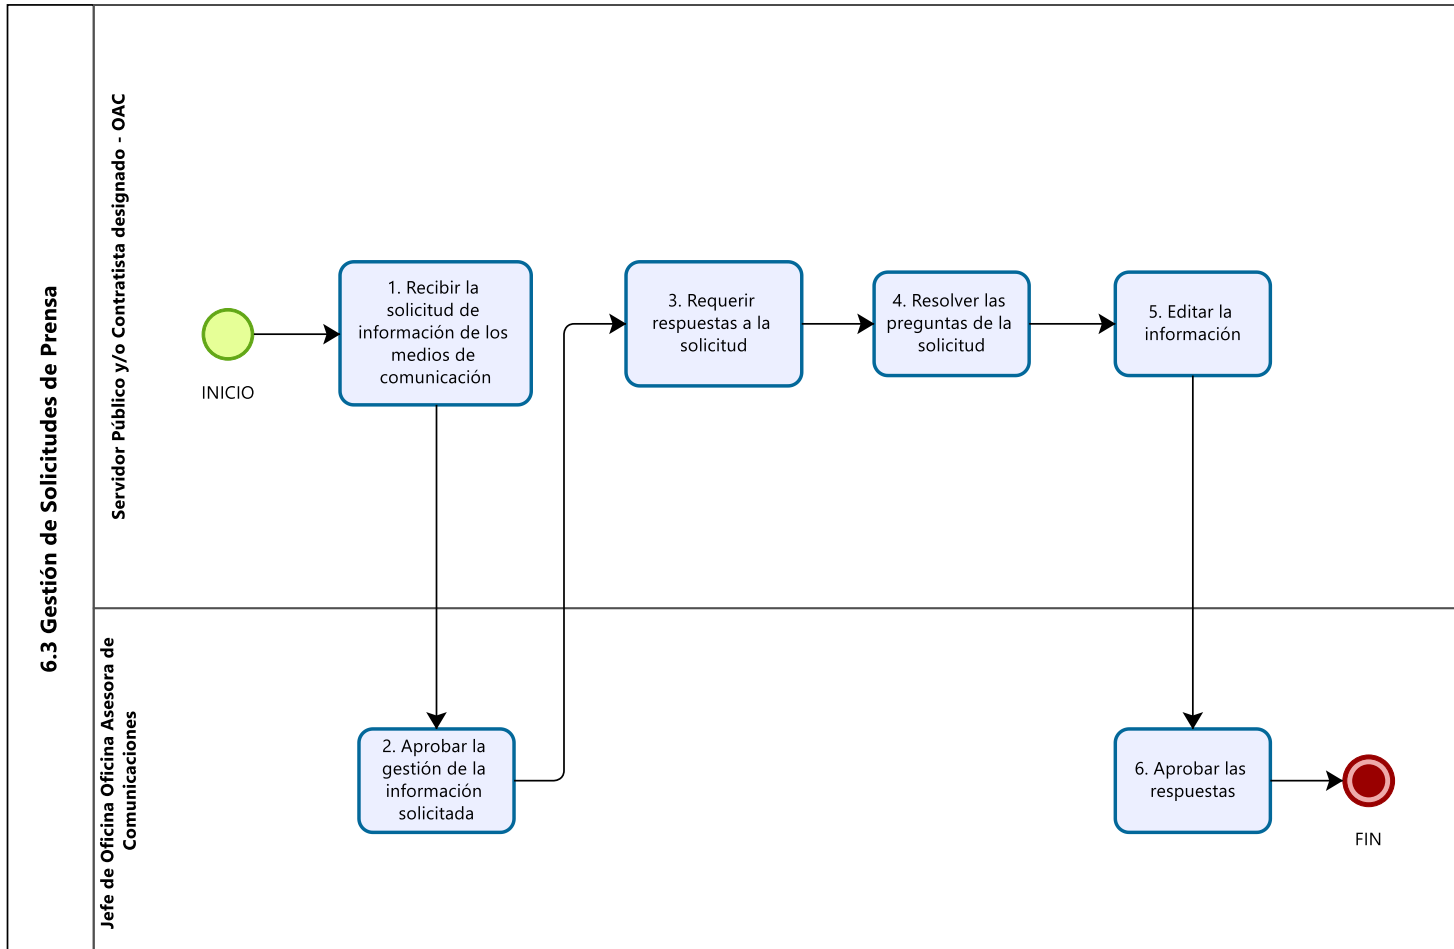 6.3 Gestión de Solicitudes de Prensa
Servidor Público y/o Contratista designado - OAC
INICIO
1. Recibir la
solicitud de
información de los
medios de
comunicación
3. Requerir
respuestas a la
solicitud
4. Resolver las
preguntas de la
solicitud
5. Editar la
información
Jefe de Oficina Oficina Asesora de
Comunicaciones
2. Aprobar la
gestión de la
información
solicitada
6. Aprobar las
respuestas
FIN